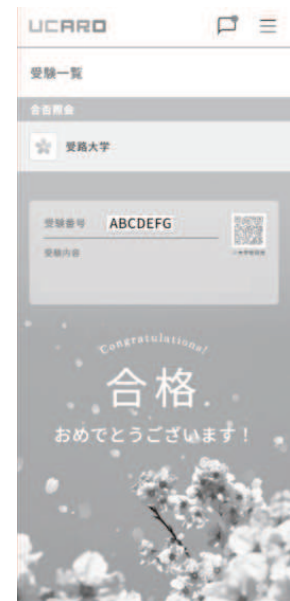 UCARO
受験一覧
合否照会
受路大学
受験番号 ABCDEFG
受験内容
Congratulations!
合格
おめでとうございます！